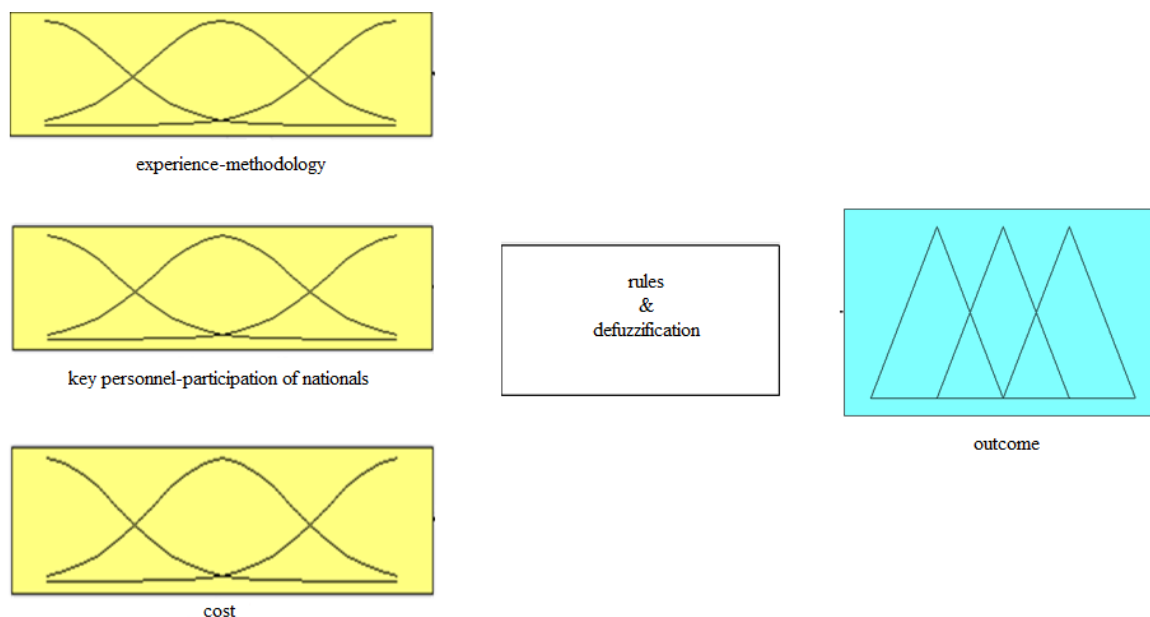 experience-methodology
key personnel-participation of nationals
cost
rules
&
defuzzification
outcome